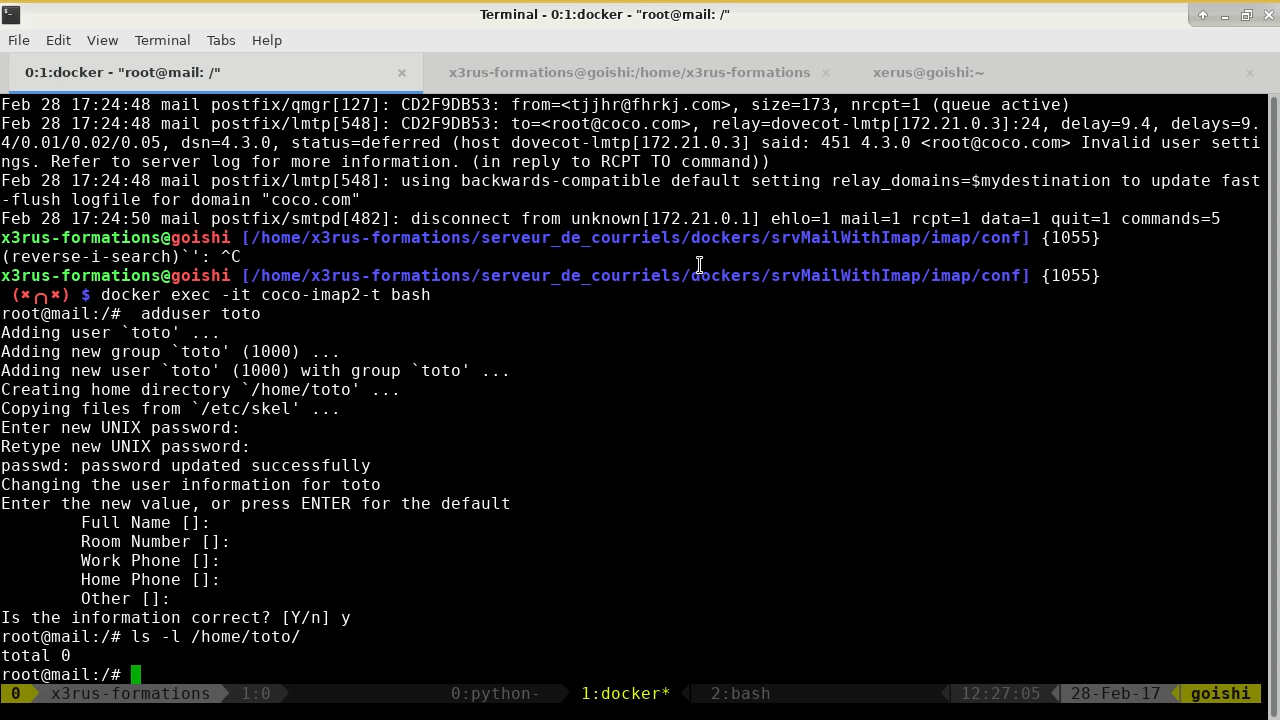 Terminal - 0:1:docker - "root@mail: /"
File Edit View Terminal Tabs Help
0:1:docker - "root@mail: /" x3rus-formations@goishi:/home/x3rus-formations xerus@goishi:~
Feb 28 17:24:48 mail postfix/qmgr[127]: CD2F9DB53: from=<tjjhr@fhrkj.com>, size=173, nrcpt=1 (queue active)
Feb 28 17:24:48 mail postfix/lmtp[548]: CD2F9DB53: to=<root@coco.com>, relay=dovecot-lmtp[172.21.0.3]:24, delay=9.4, delays=9.
4/0.01/0.02/0.05, dsn=4.3.0, status=deferred (host dovecot-lmtp[172.21.0.3] said: 451 4.3.0 <root@coco.com> Invalid user setti
ngs. Refer to server log for more information. (in reply to RCPT TO command))
Feb 28 17:24:48 mail postfix/lmtp[548]: using backwards-compatible default setting relay_domains=$mydestination to update fast
-flush logfile for domain "coco.com"
Feb 28 17:24:50 mail postfix/smtpd[482]: disconnect from unknown[172.21.0.1] ehlo=1 mail=1 rcpt=1 data=1 quit=1 commands=5
x3rus-formations@goishi [/home/x3rus-formations/serveur_de_courriels/dockers/srvMailWithImap/imap/conf] {1055}
(reverse-i-search)`': ^C
x3rus-formations@goishi [/home/x3rus-formations/serveur_de_courriels/dockers/srvMailWithImap/imap/conf] {1055}
(✖╭╮✖) $ docker exec -it coco-imap2-t bash
root@mail:/#  adduser toto
Adding user `toto' ...
Adding new group `toto' (1000) ...
Adding new user `toto' (1000) with group `toto' ...
Creating home directory `/home/toto' ...
Copying files from `/etc/skel' ...
Enter new UNIX password:
Retype new UNIX password:
passwd: password updated successfully
Changing the user information for toto
Enter the new value, or press ENTER for the default
Full Name []:
Room Number []:
Work Phone []:
Home Phone []:
Other []:
Is the information correct? [Y/n] y
root@mail:/# ls -l /home/toto/
total 0
root@mail:/#
0 x3rus-formations 1:0 0:python- 1:docker* 2:bash 12:27:05 28-Feb-17 goishi